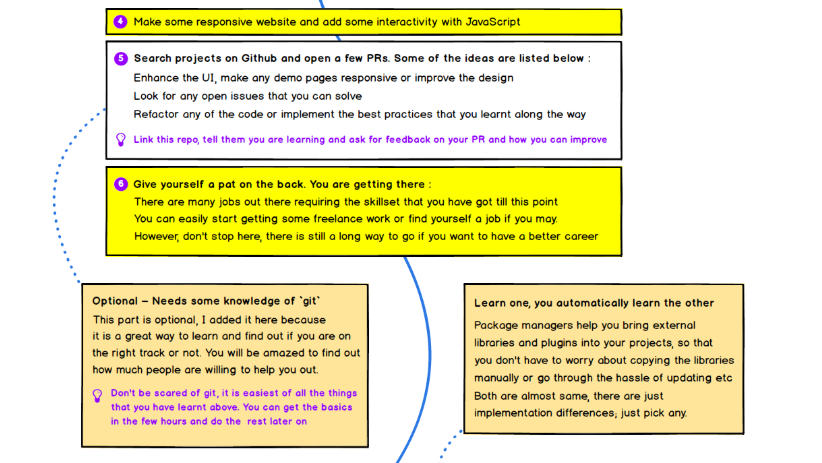 4 Make some responsive website and add some interactivity with JavaScript
5 Search projects on Github and open a few PRs. Some of the ideas are listed below :
Enhance the UI, make any demo pages responsive or improve the design
Look for any open issues that you can solve
Refactor any of the code or implement the best practices that you learnt along the way
Link this repo, tell them you are learning and ask for feedback on your PR and how you can improve
6 Give yourself a pat on the back. You are getting there :
There are many jobs out there requiring the skillset that you have got till this point
You can easily start getting some freelance work or find yourself a job if you may.
However, don't stop here, there is still a long way to go if you want to have a better career
Optional – Needs some knowledge of `git`
This part is optional, I added it here because
it is a great way to learn and find out if you are on
the right track or not. You will be amazed to find out
how much people are willing to help you out.
Don't be scared of git, it is easiest of all the things
that you have learnt above. You can get the basics
in the few hours and do the rest later on
Learn one, you automatically learn the other
Package managers help you bring external
libraries and plugins into your projects, so that
you don't have to worry about copying the libraries
manually or go through the hassle of updating etc
Both are almost same, there are just
implementation differences; just pick any.